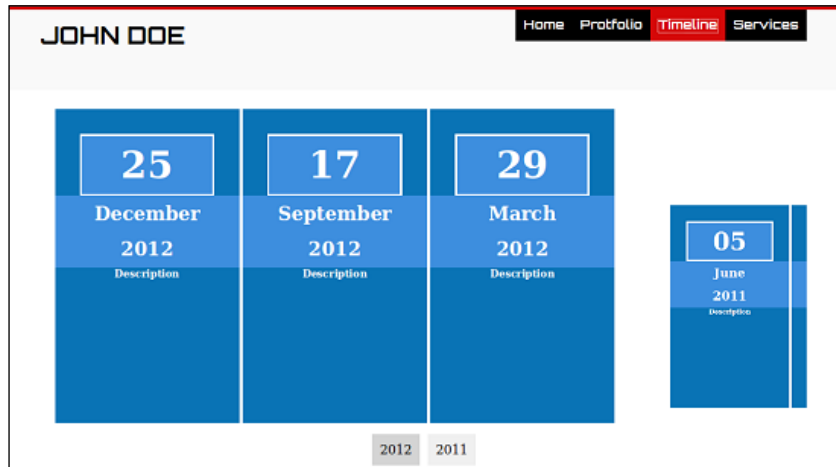 JOHN DOE
Home Protfolio Timeline Services
25
December
2012
Description
17
September
2012
Description
29
March
2012
Description
05
June
2011
Description
2012 2011